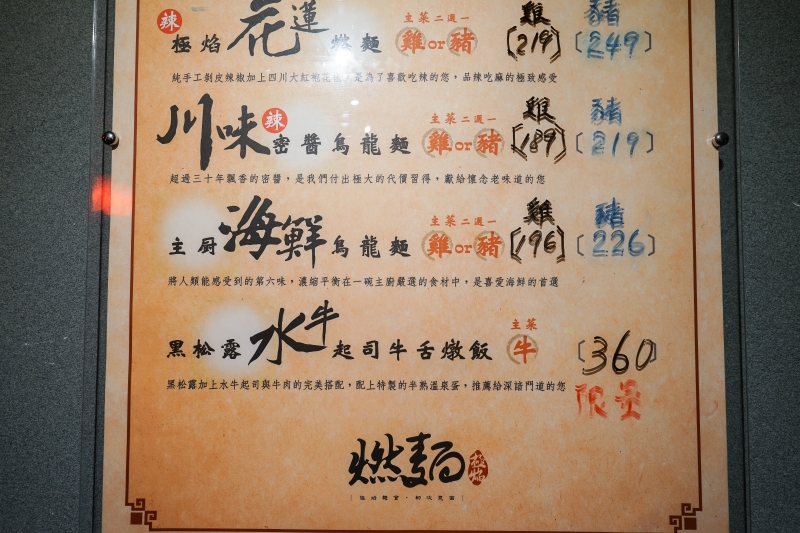 辣 極焰花蓮燃麵 主菜二選一 雞or豬 雞〔219〕 豬〔249〕
純手工剝皮辣椒加上四川大紅袍花椒，是為了喜歡吃辣的您，品辣吃麻的極致感受
川味辣密醬烏龍麵 主菜二選一 雞or豬 雞〔189〕 豬〔219〕
超過三十年飄香的密醬，是我們付出極大的代價習得，獻給懷念老味道的您
主厨海鮮烏龍麵 主菜二選一 雞or豬 雞〔196〕 豬〔226〕
將人類能感受到的第六味，濃縮平衡在一碗主廚嚴選的食材中，是喜愛海鮮的首選
黑松露水牛起司牛舌燉飯 主菜 牛 〔360〕
黑松露加上水牛起司與牛肉的完美搭配，配上特製的半熟溫泉蛋，推薦給深諳門道的您
限量
燃麵 極焰